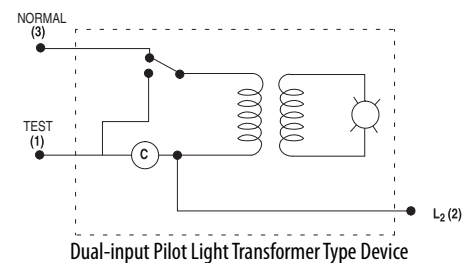 NORMAL
(3)
TEST
(1)
C
L2 (2)
Dual-input Pilot Light Transformer Type Device